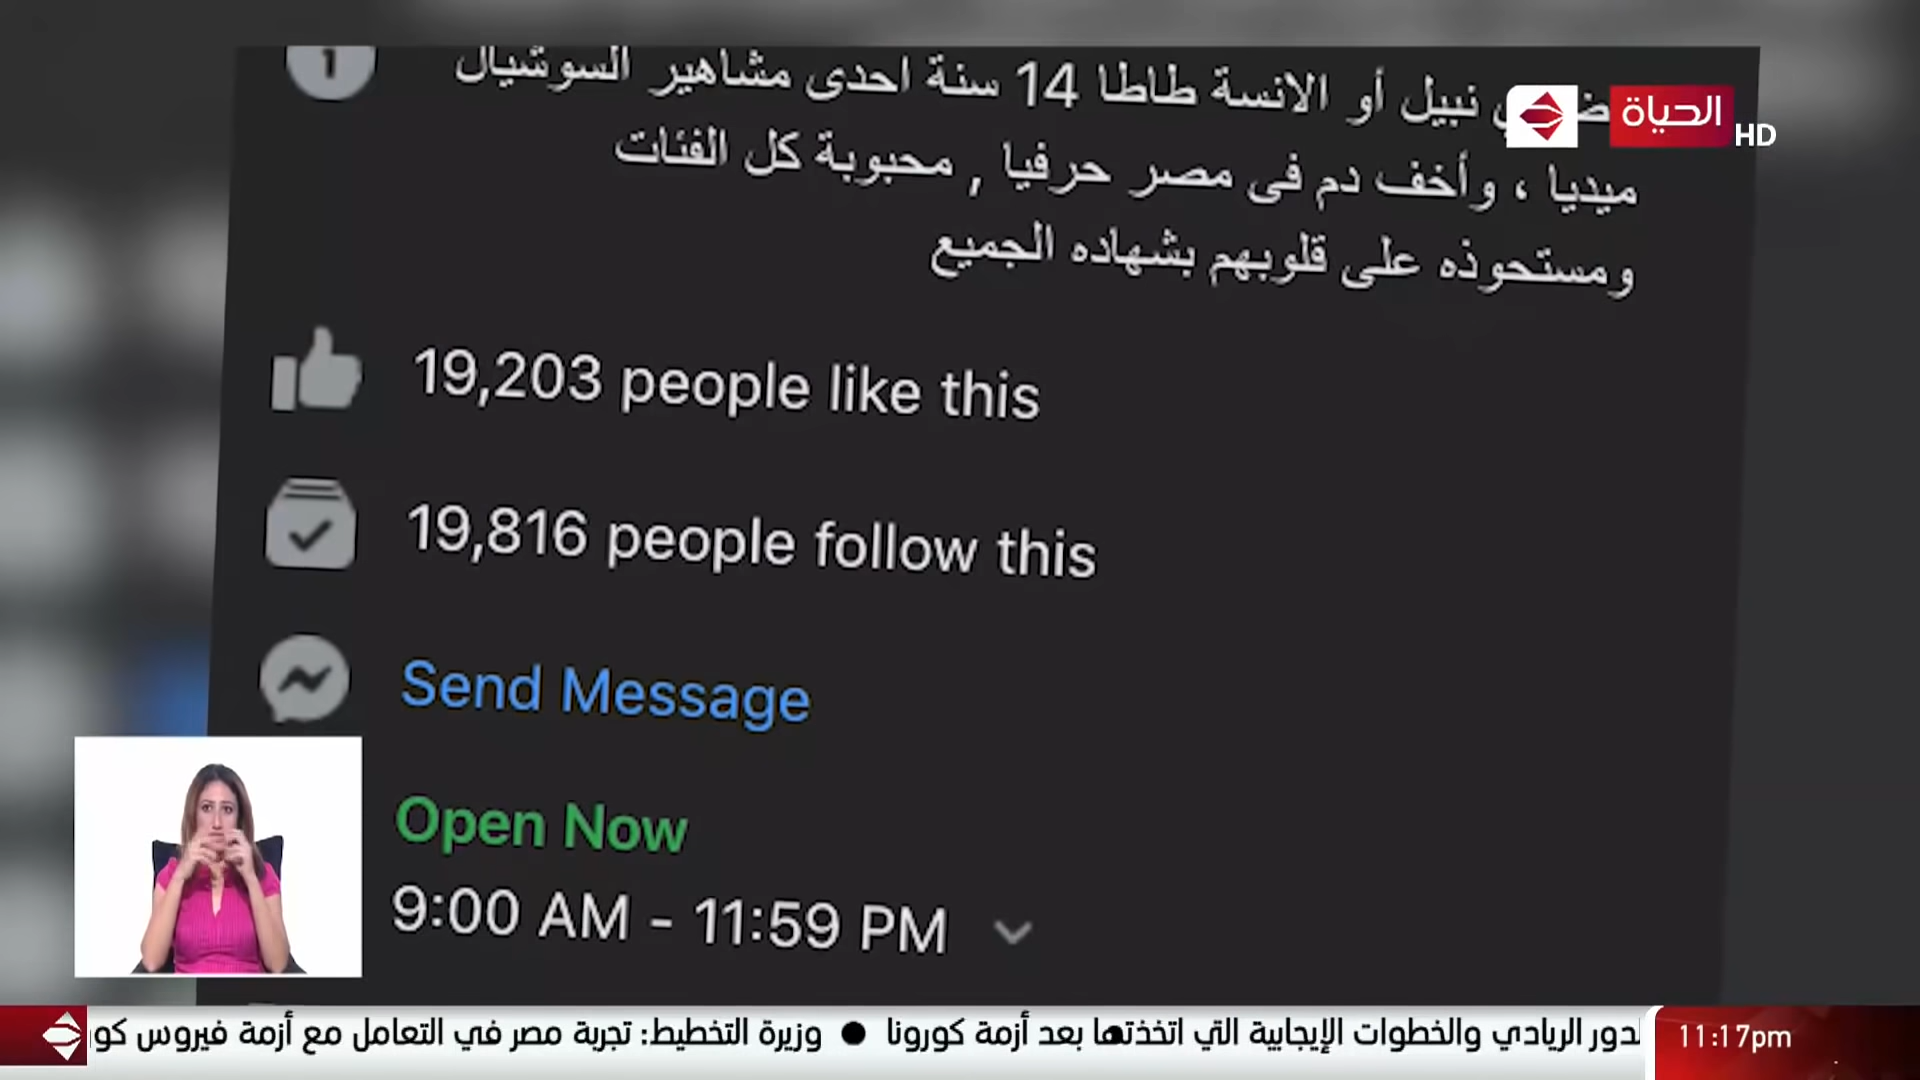 نبيل أو الانسة طاطا 14 سنة احدى مشاهير السوشيال
ميديا ، وأخف دم فى مصر حرفيا , محبوبة كل الفئات
ومستحوذه على قلوبهم بشهاده الجميع
الحياة
HD
19,203 people like this
19,816 people follow this
Send Message
Open Now
9:00 AM - 11:59 PM
الريادي والخطوات الإيجابية التي اتخذتها بعد أزمة كورونا ● وزيرة التخطيط: تجربة مصر في التعامل مع أزمة فيروس كو
11:17pm